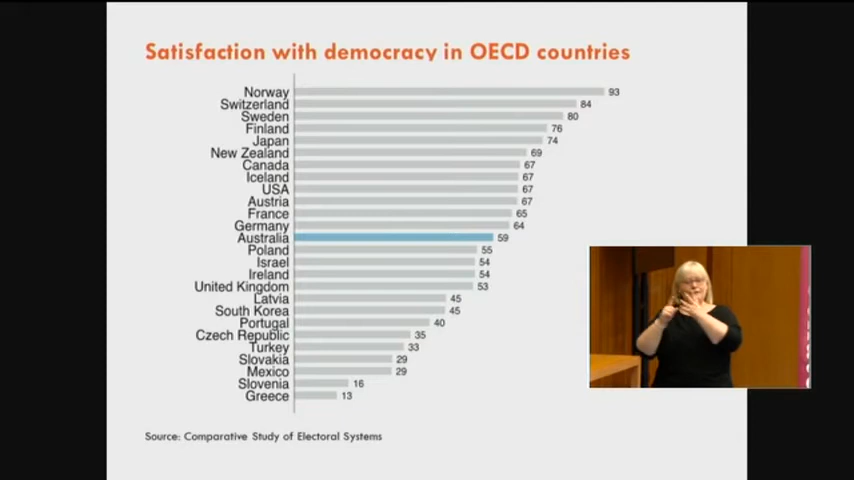 Satisfaction with democracy in OECD countries
Norway 93
Switzerland 84
Sweden 80
Finland 76
Japan 74
New Zealand 69
Canada 67
Iceland 67
USA 67
Austria 67
France 65
Germany 64
Australia 59
Poland 55
Israel 54
Ireland 54
United Kingdom 53
Latvia 45
South Korea 45
Portugal 40
Czech Republic 35
Turkey 33
Slovakia 29
Mexico 29
Slovenia 16
Greece 13
Source: Comparative Study of Electoral Systems